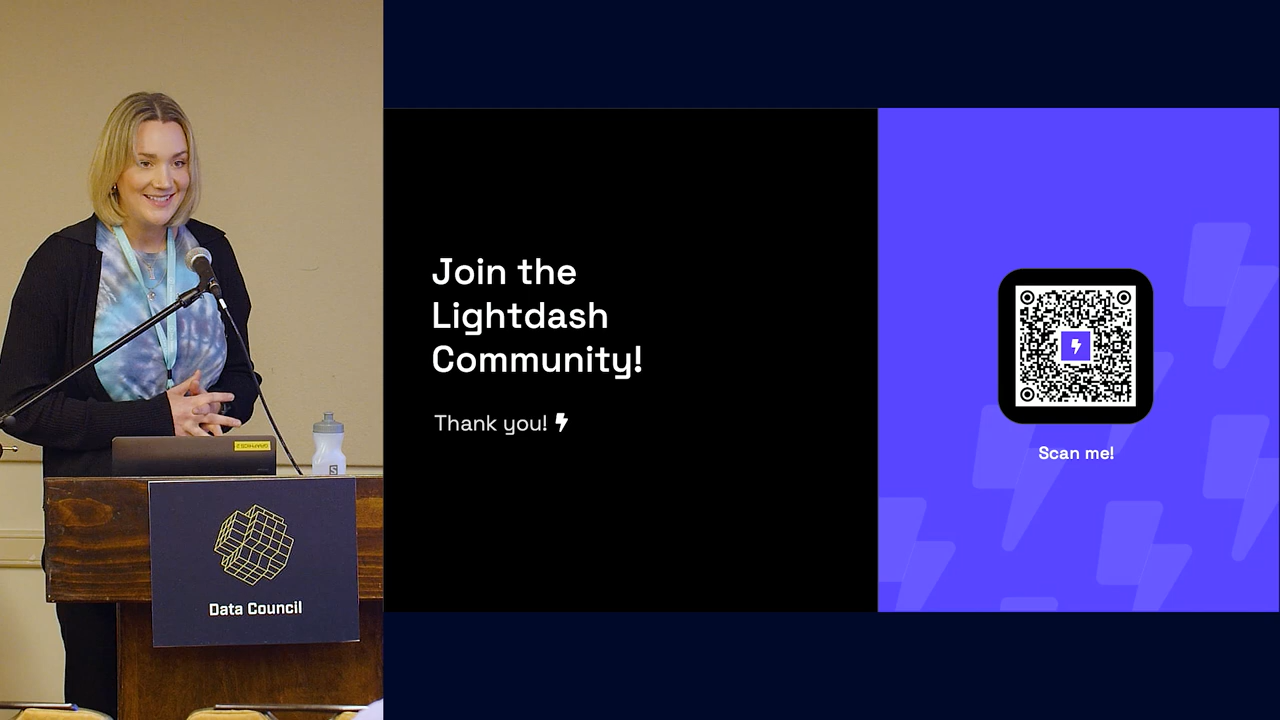 Join the
Lightdash
Community!
Thank you!
Scan me!
Data Council
S